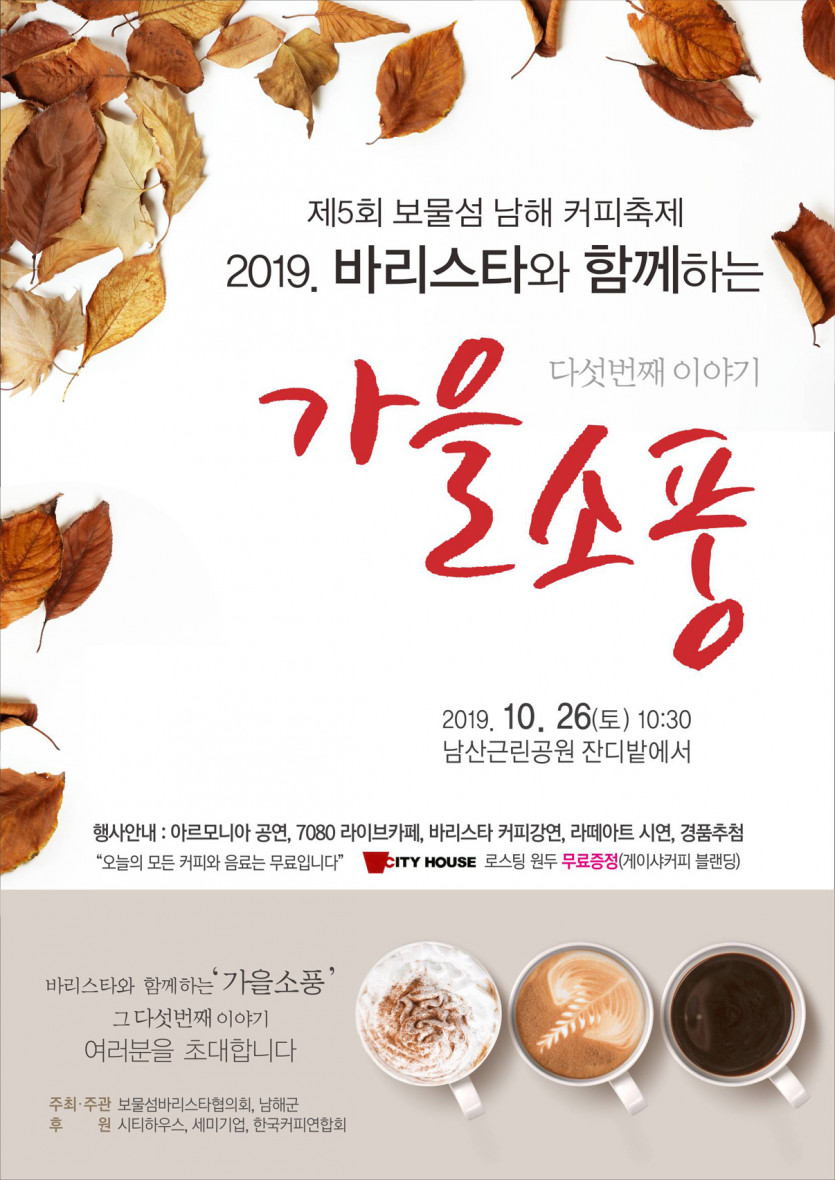 제5회 보물섬 남해 커피축제
2019. 바리스타와 함께하는
다섯번째 이야기
가을소풍
2019. 10. 26(토) 10:30
남산근린공원 잔디밭에서
행사안내 : 아르모니아 공연, 7080 라이브카페, 바리스타 커피강연, 라떼아트 시연, 경품추첨
“오늘의 모든 커피와 음료는 무료입니다” CITY HOUSE 로스팅 원두 무료증정(게이샤커피 블랜딩)
바리스타와 함께하는 ‘가을소풍’
그 다섯번째 이야기
여러분을 초대합니다
주최·주관 보물섬바리스타협의회, 남해군
후 원 시티하우스, 세미기업, 한국커피연합회